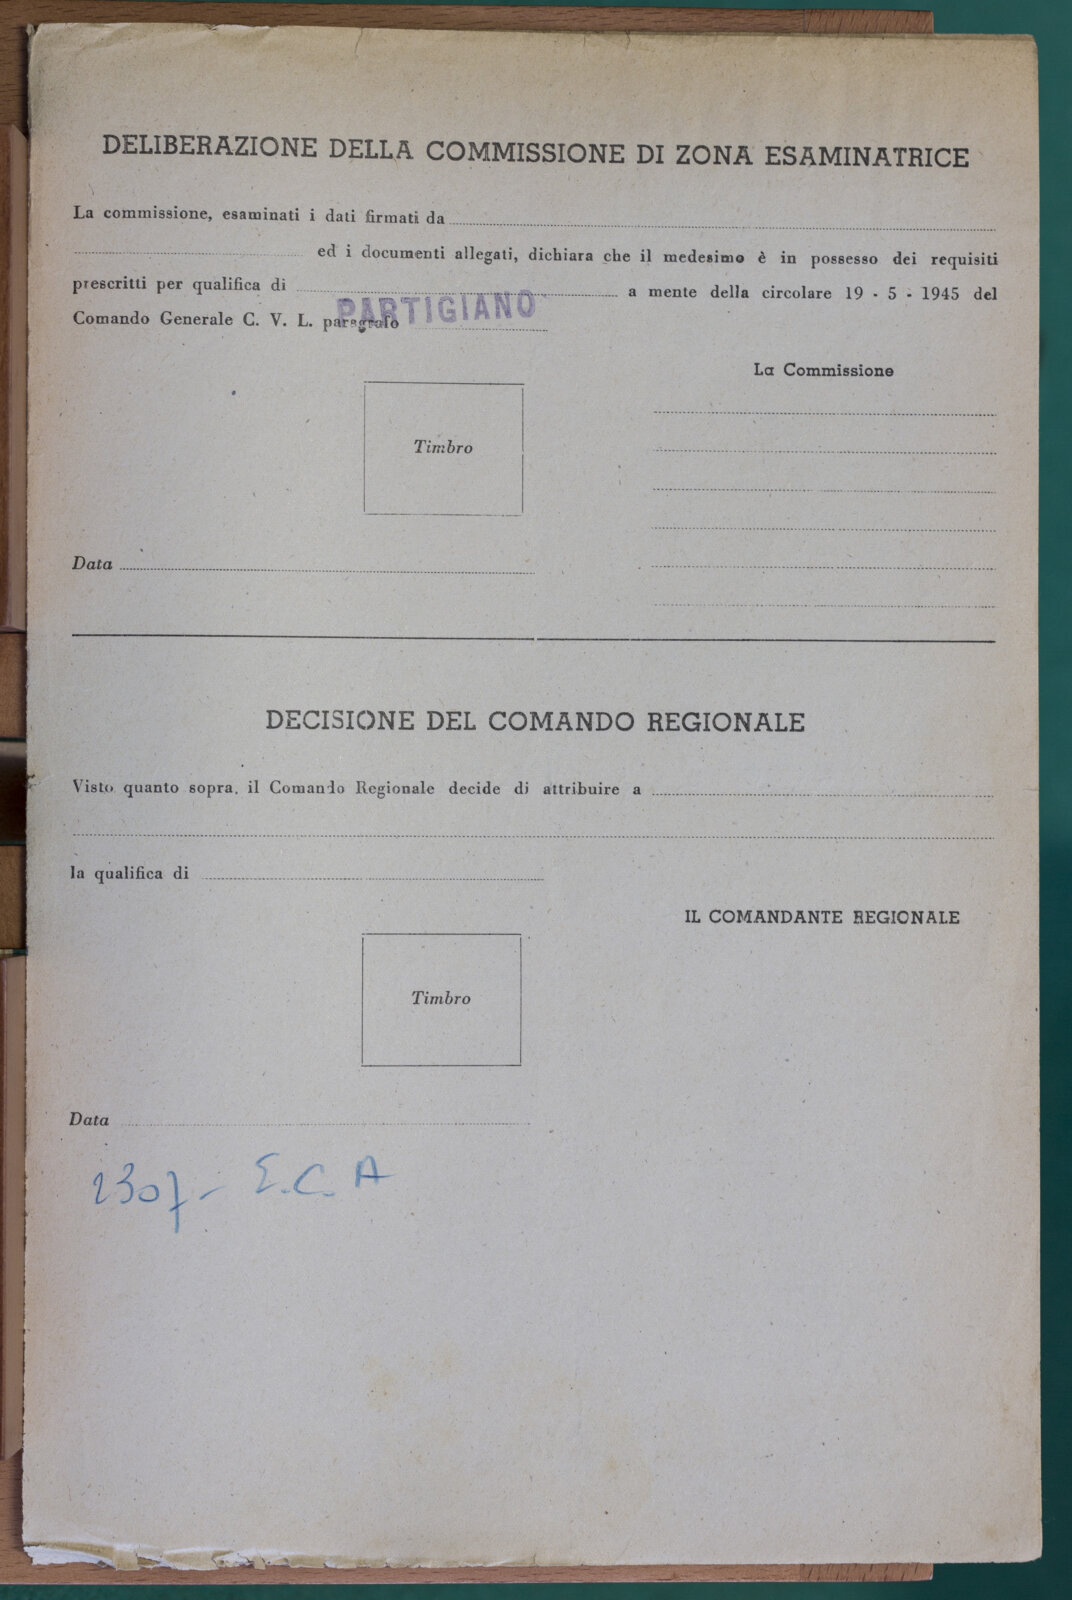 DELIBERAZIONE DELLA COMMISSIONE DI ZONA ESAMINATRICE
La commissione, esaminati i dati firmati da
ed i documenti allegati, dichiara che il medesimo è in possesso dei requisiti
prescritti per qualifica di a mente della circolare 19 - 5 - 1945 del
PARTIGIANO
Comando Generale C. V. L. paragrafo
La Commissione
Timbro
Data
DECISIONE DEL COMANDO REGIONALE
Visto quanto sopra, il Comando Regionale decide di attribuire a
la qualifica di
IL COMANDANTE REGIONALE
Timbro
Data
2307 - E.C.A